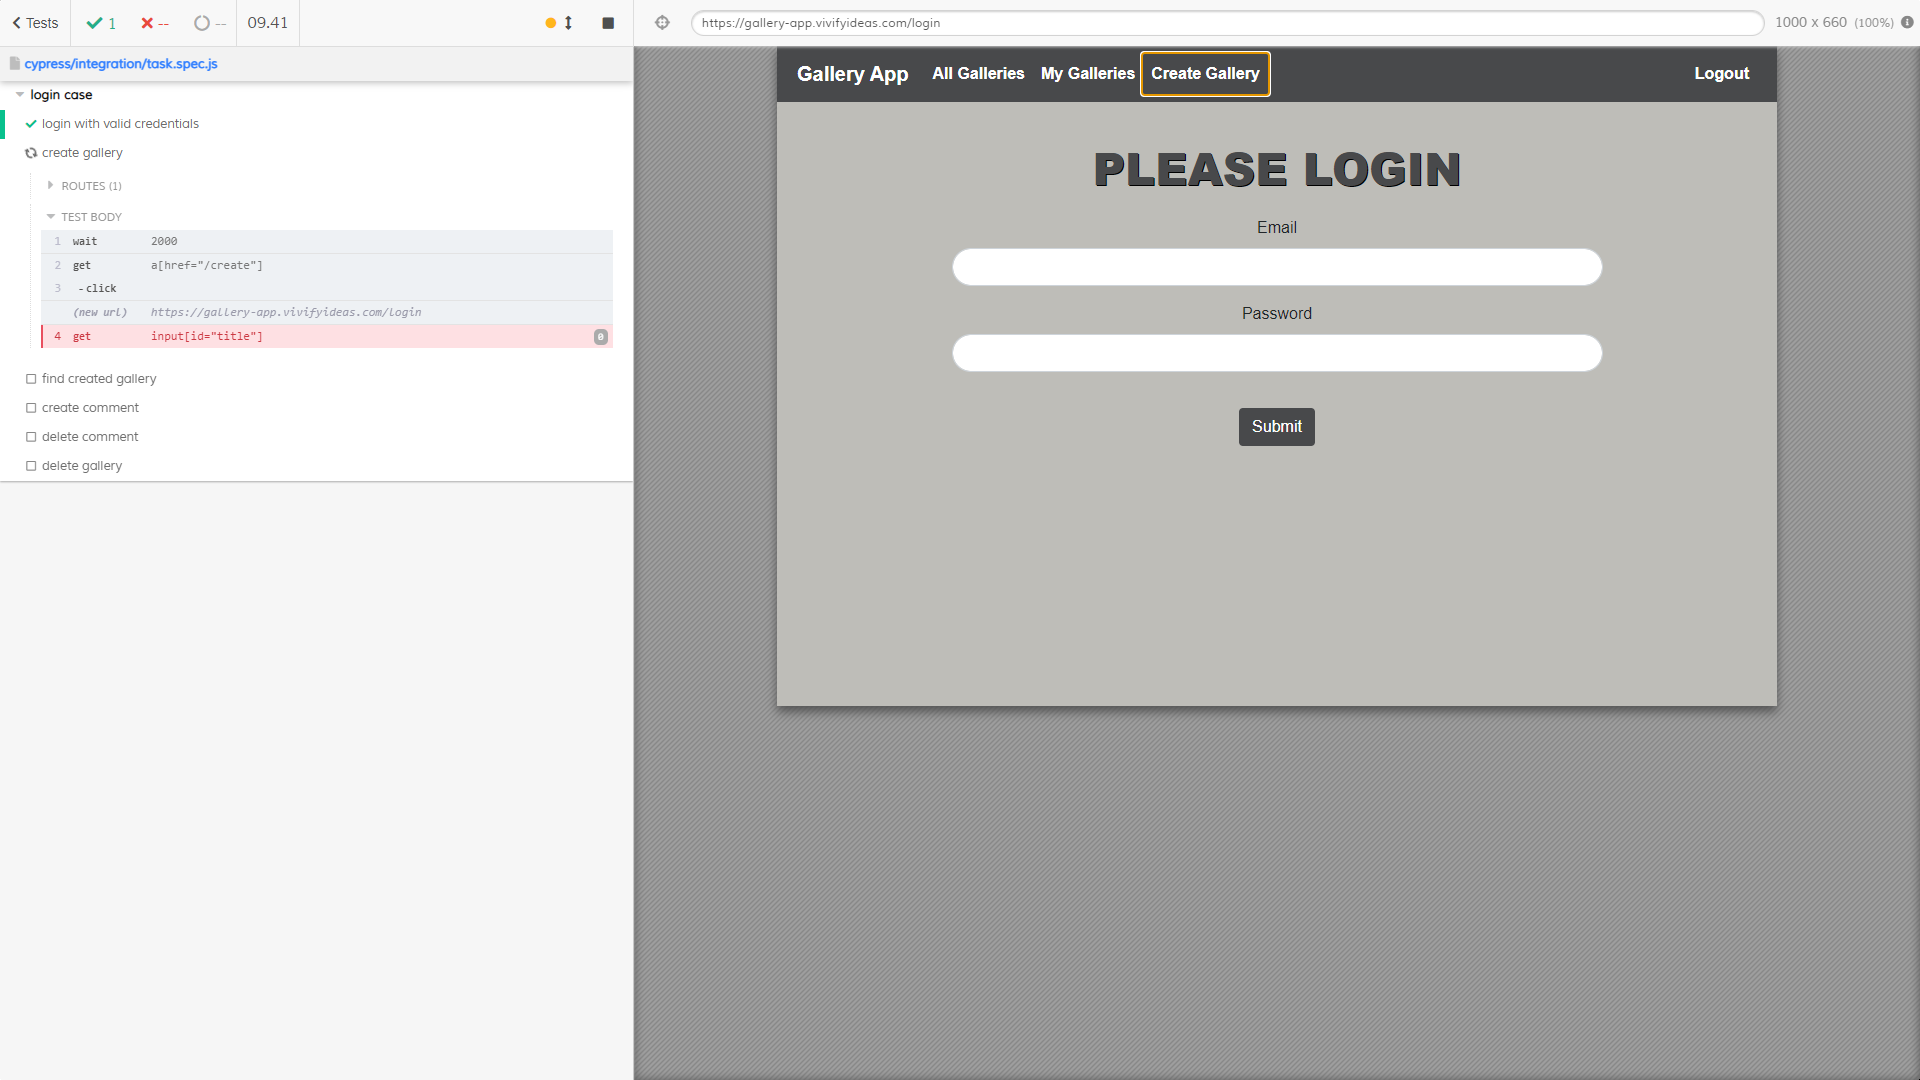 Tests 1 -- -- 09.41
cypress/integration/task.spec.js
login case
login with valid credentials
create gallery
ROUTES (1)
TEST BODY
1 wait 2000
2 get a[href="/create"]
3 -click
(new url) https://gallery-app.vivifyideas.com/login
4 get input[id="title"] 0
find created gallery
create comment
delete comment
delete gallery
https://gallery-app.vivifyideas.com/login 1000 x 660 (100%)
Gallery App All Galleries My Galleries Create Gallery Logout
PLEASE LOGIN
Email
Password
Submit